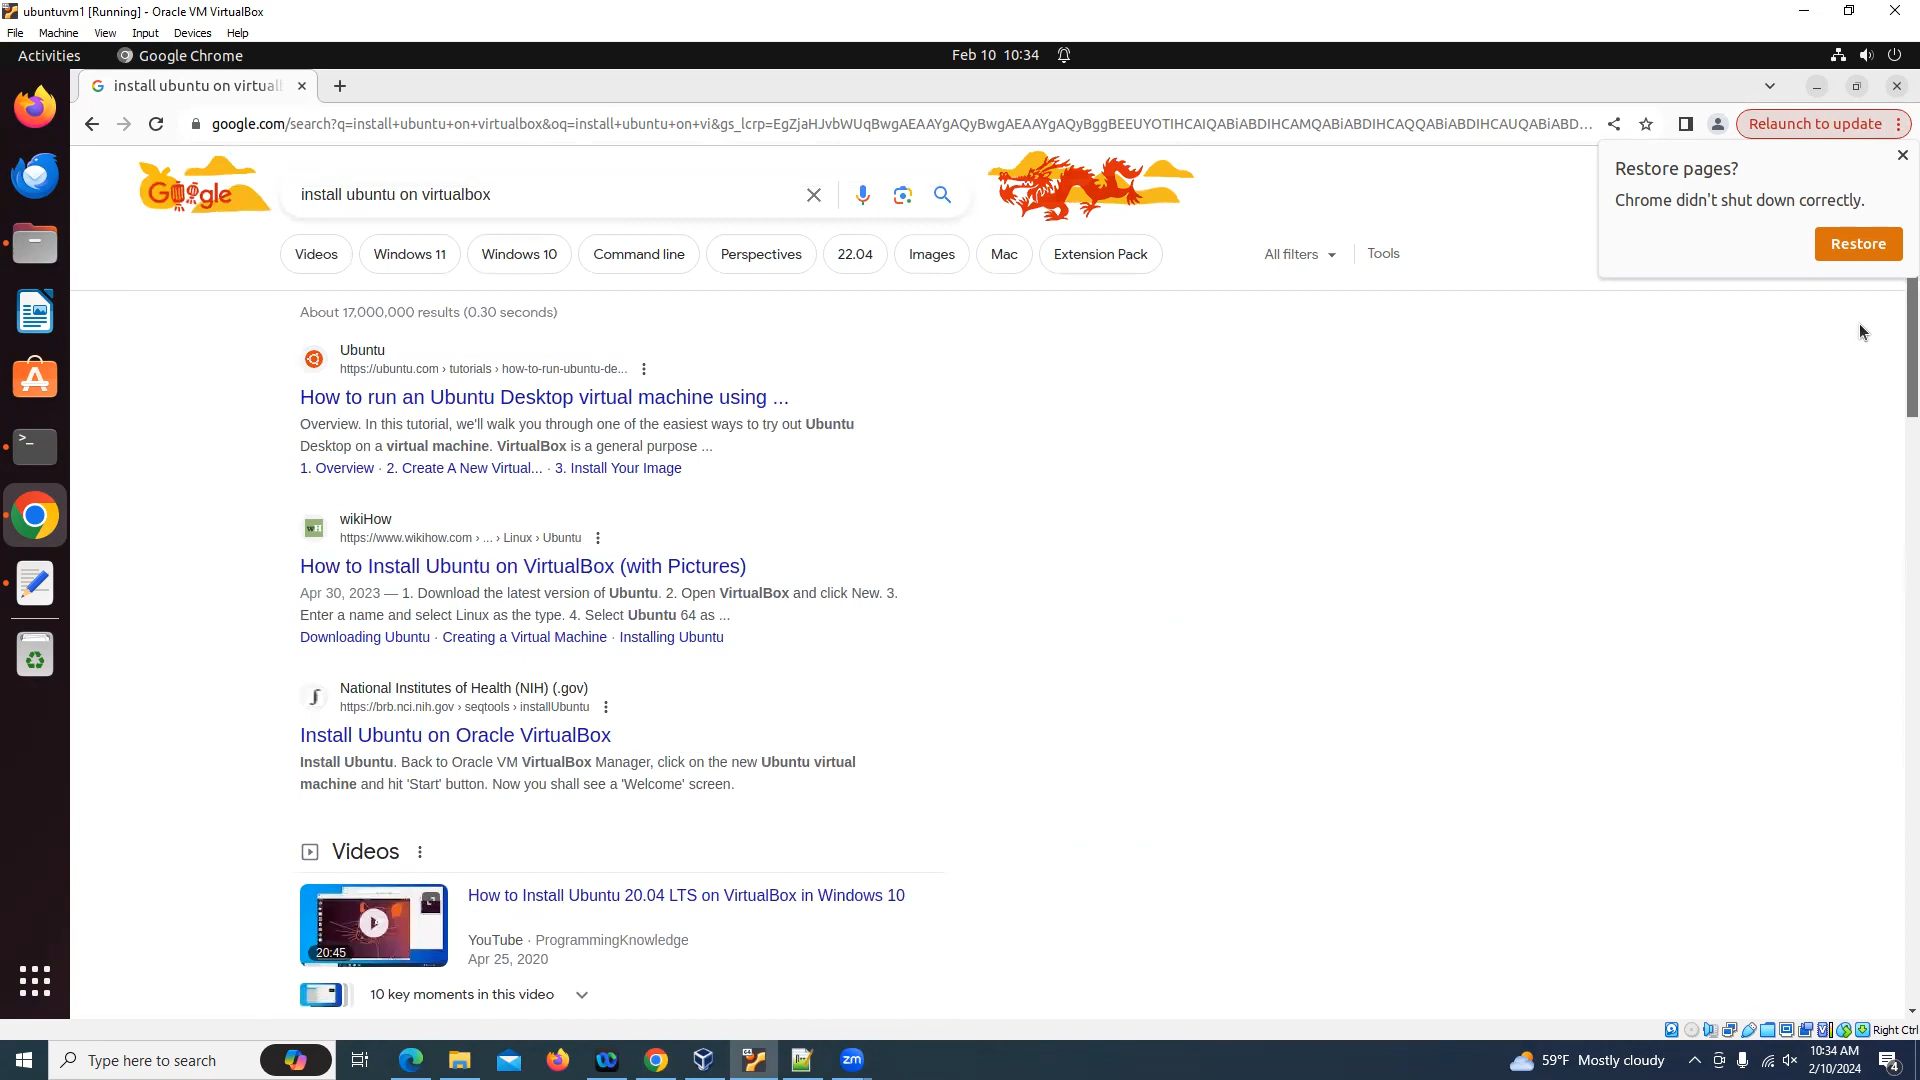 ubuntuvm1 [Running] - Oracle VM VirtualBox
File Machine View Input Devices Help
Activities Google Chrome Feb 10 10:34
install ubuntu on virtual
google.com/search?q=install+ubuntu+on+virtualbox&oq=install+ubuntu+on+vi&gs_lcrp=EgZjaHJvbWUqBwgAEAAYgAQyBwgAEAAYgAQyBggBEEUYOTIHCAIQABiABDIHCAMQABiABDIHCAQQABiABDIHCAUQABiABD...
Relaunch to update
Restore pages?
Chrome didn't shut down correctly.
Restore
Google
install ubuntu on virtualbox
Videos Windows 11 Windows 10 Command line Perspectives 22.04 Images Mac Extension Pack All filters Tools
About 17,000,000 results (0.30 seconds)
Ubuntu
https://ubuntu.com › tutorials › how-to-run-ubuntu-de...
How to run an Ubuntu Desktop virtual machine using ...
Overview. In this tutorial, we'll walk you through one of the easiest ways to try out Ubuntu
Desktop on a virtual machine. VirtualBox is a general purpose ...
1. Overview · 2. Create A New Virtual... · 3. Install Your Image
wikiHow
https://www.wikihow.com › ... › Linux › Ubuntu
How to Install Ubuntu on VirtualBox (with Pictures)
Apr 30, 2023 — 1. Download the latest version of Ubuntu. 2. Open VirtualBox and click New. 3.
Enter a name and select Linux as the type. 4. Select Ubuntu 64 as ...
Downloading Ubuntu · Creating a Virtual Machine · Installing Ubuntu
National Institutes of Health (NIH) (.gov)
https://brb.nci.nih.gov › seqtools › installUbuntu
Install Ubuntu on Oracle VirtualBox
Install Ubuntu. Back to Oracle VM VirtualBox Manager, click on the new Ubuntu virtual
machine and hit 'Start' button. Now you shall see a 'Welcome' screen.
Videos
How to Install Ubuntu 20.04 LTS on VirtualBox in Windows 10
20:45
YouTube · ProgrammingKnowledge
Apr 25, 2020
10 key moments in this video
Right Ctrl
Type here to search
zm
59°F Mostly cloudy
10:34 AM
2/10/2024
4